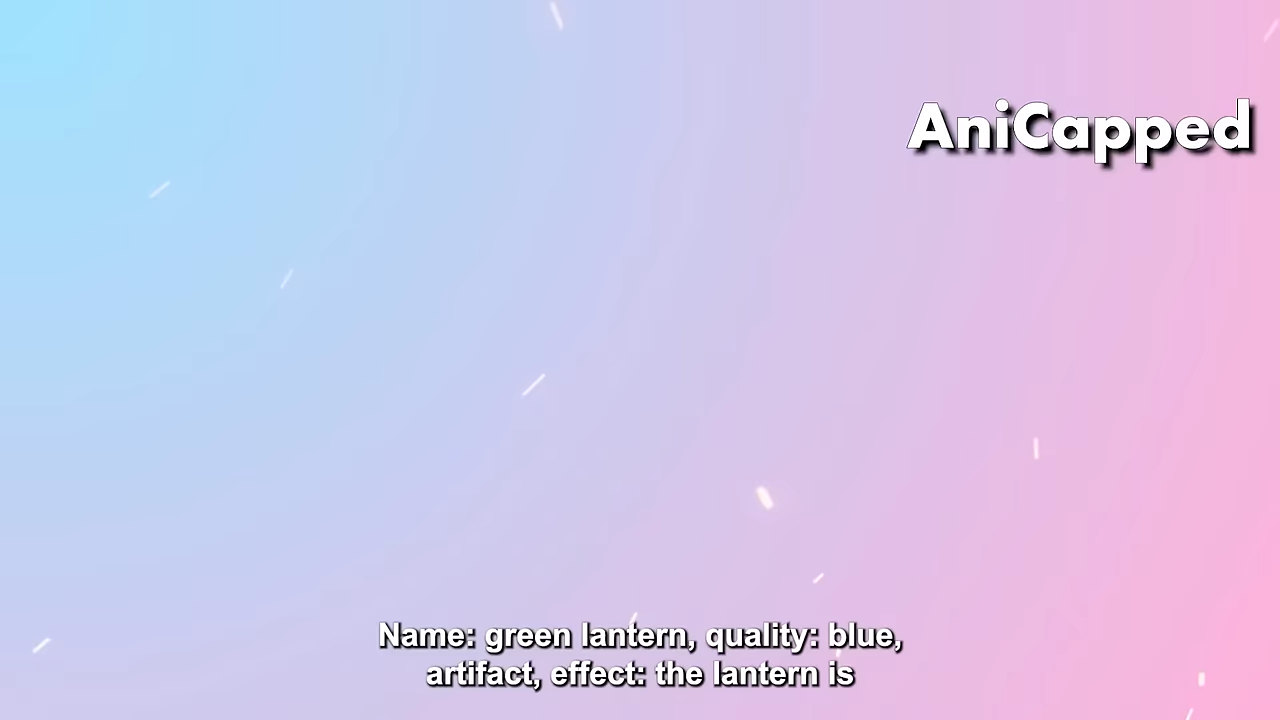 AniCapped
Name: green lantern, quality: blue,
artifact, effect: the lantern is